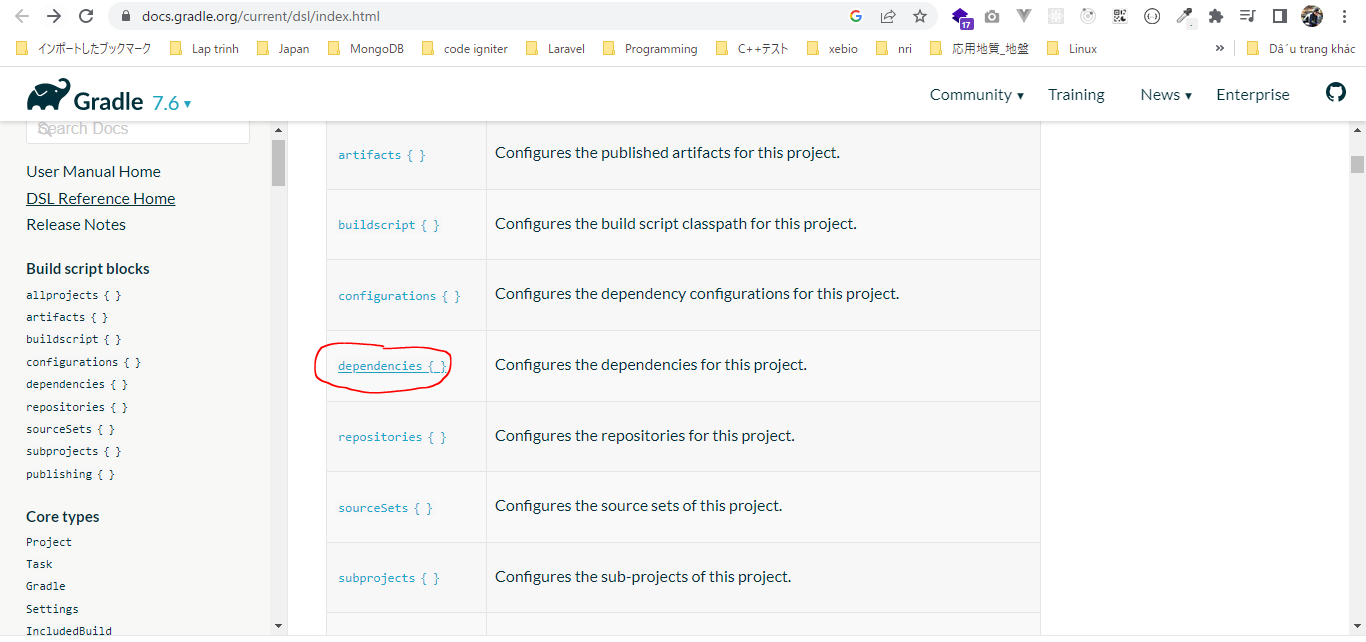 docs.gradle.org/current/dsl/index.html
17
インポートしたブックマーク Lap trinh Japan MongoDB code igniter Laravel Programming C++テスト xebio nri 応用地質_地盤 Linux » Dấu trang khác
Gradle 7.6 ▾ Community ▾ Training News ▾ Enterprise
Search Docs
User Manual Home
DSL Reference Home
Release Notes
Build script blocks
allprojects { }
artifacts { }
buildscript { }
configurations { }
dependencies { }
repositories { }
sourceSets { }
subprojects { }
publishing { }
Core types
Project
Task
Gradle
Settings
IncludedBuild
artifacts { } Configures the published artifacts for this project.
buildscript { } Configures the build script classpath for this project.
configurations { } Configures the dependency configurations for this project.
dependencies { } Configures the dependencies for this project.
repositories { } Configures the repositories for this project.
sourceSets { } Configures the source sets of this project.
subprojects { } Configures the sub-projects of this project.